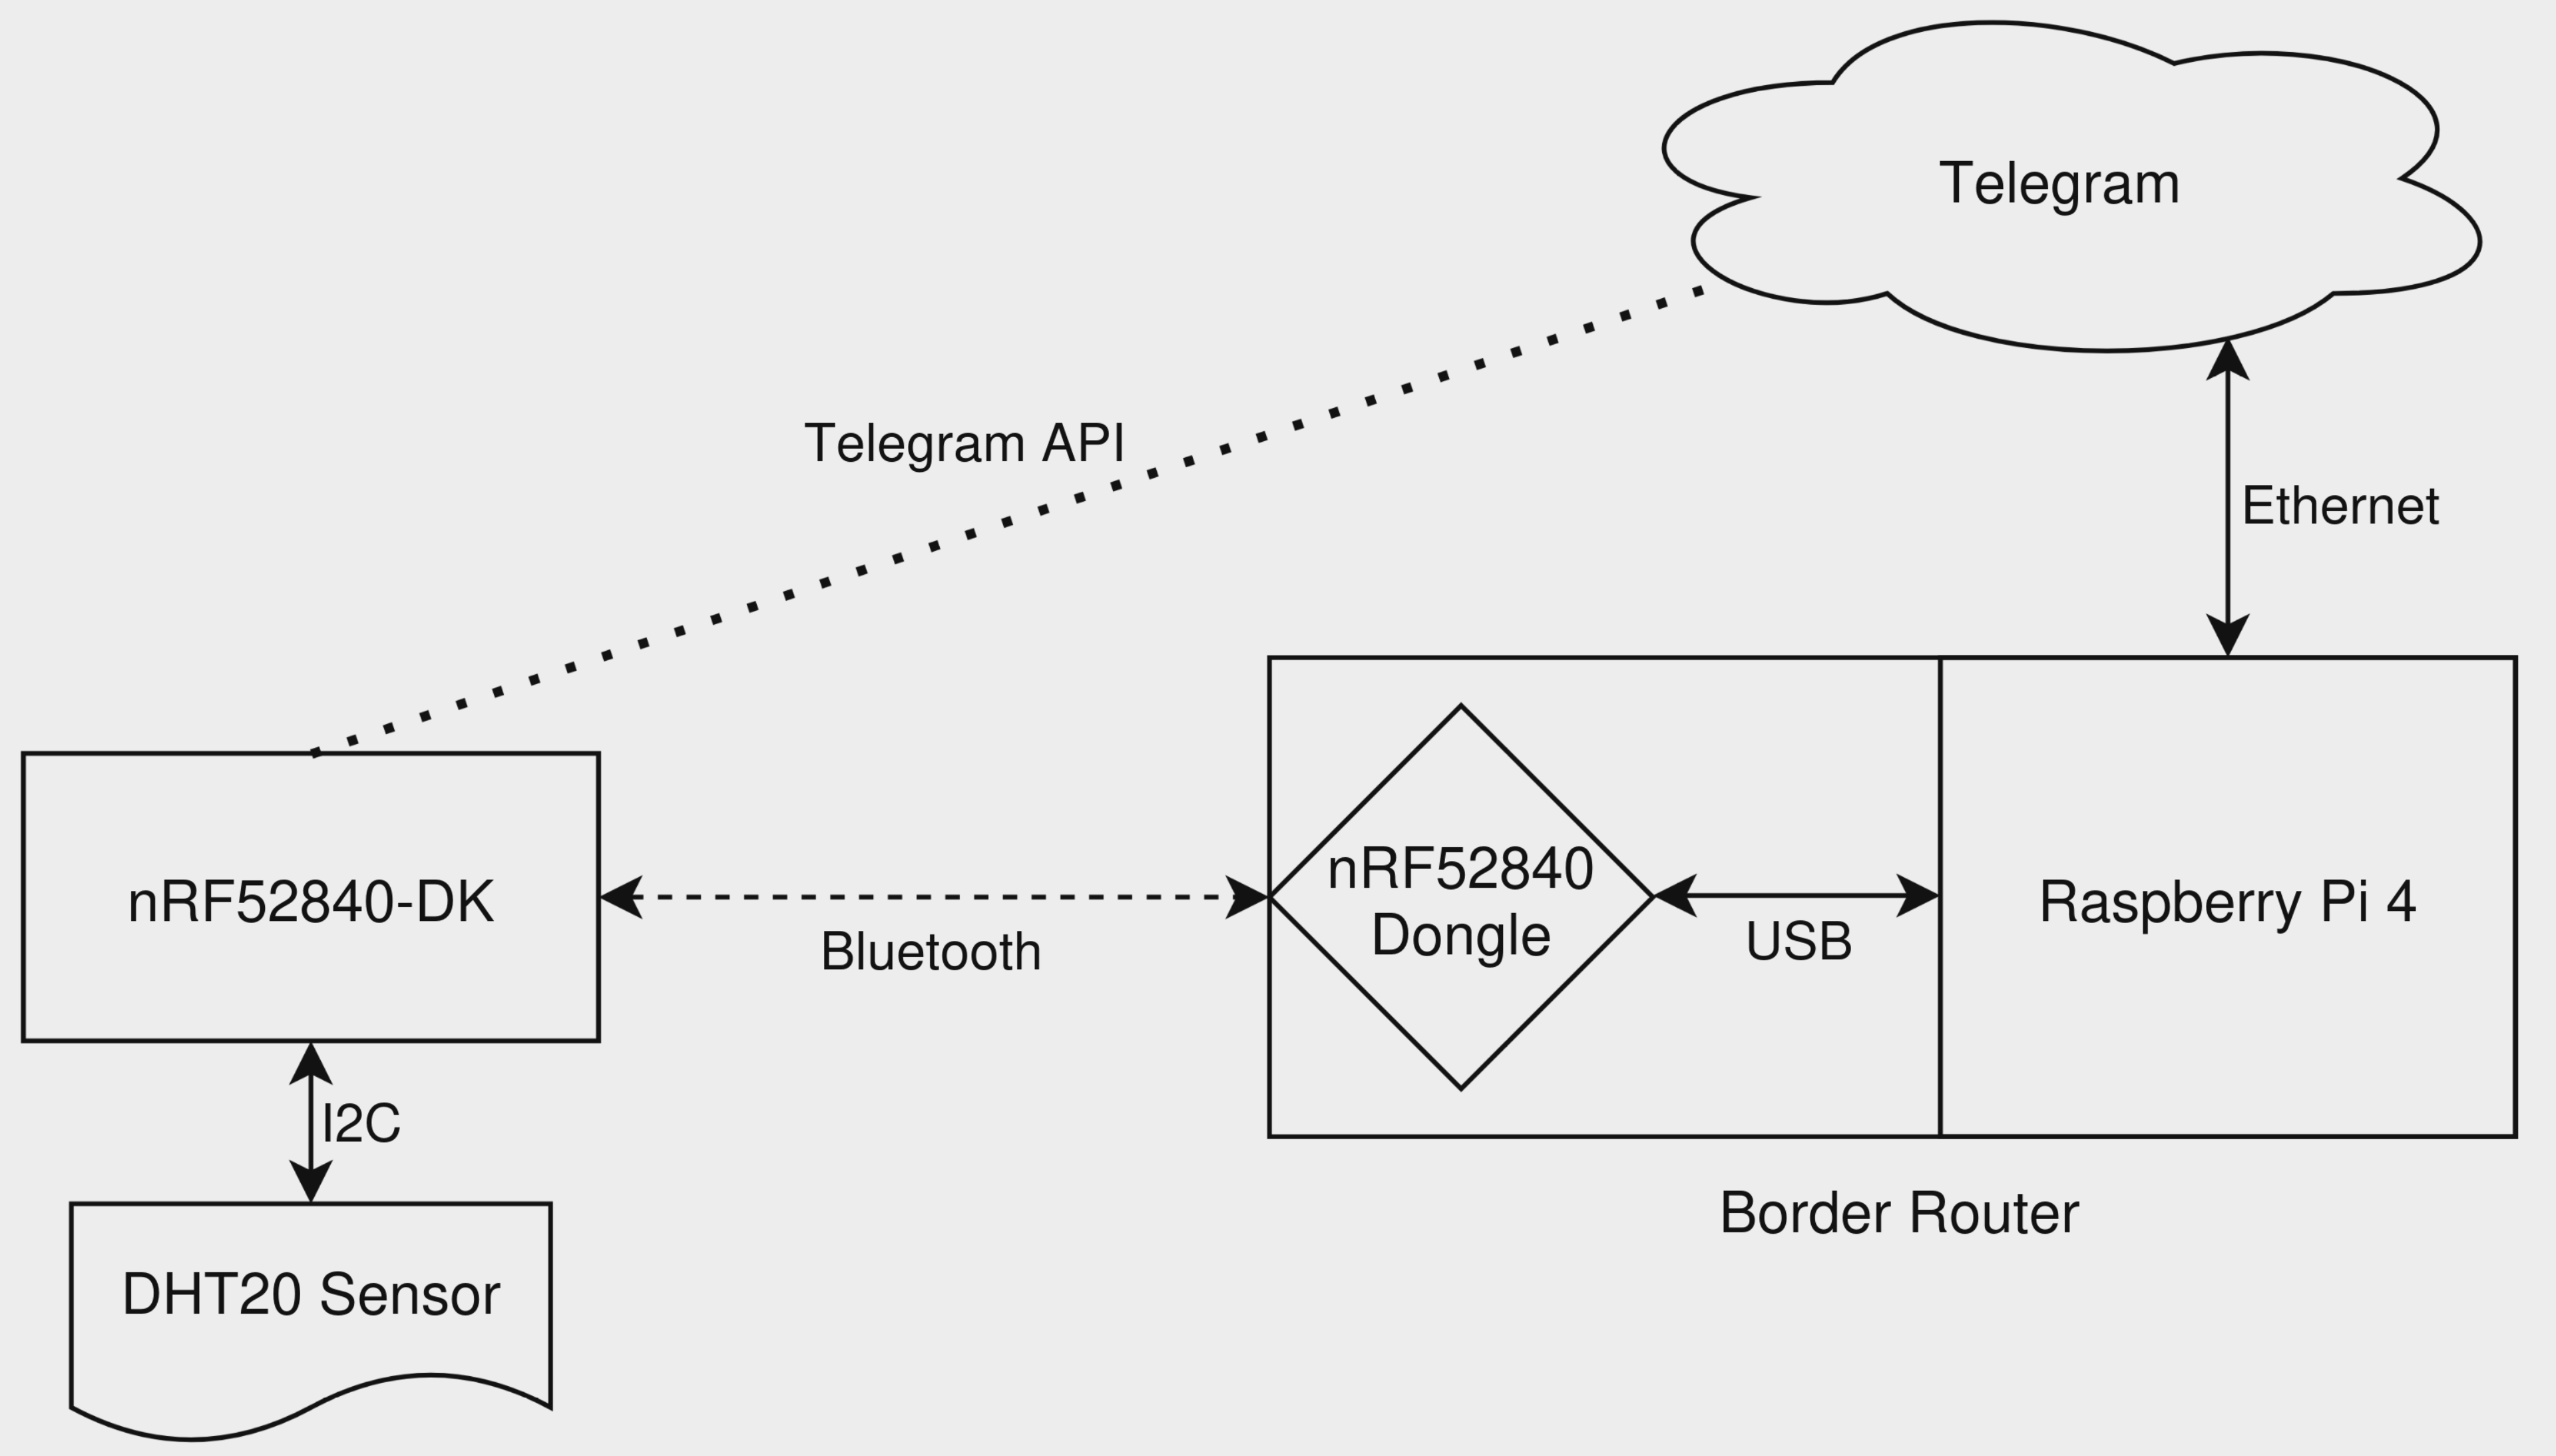 Telegram
Telegram API
Ethernet
nRF52840-DK
Bluetooth
nRF52840
Dongle
USB
Raspberry Pi 4
I2C
Border Router
DHT20 Sensor